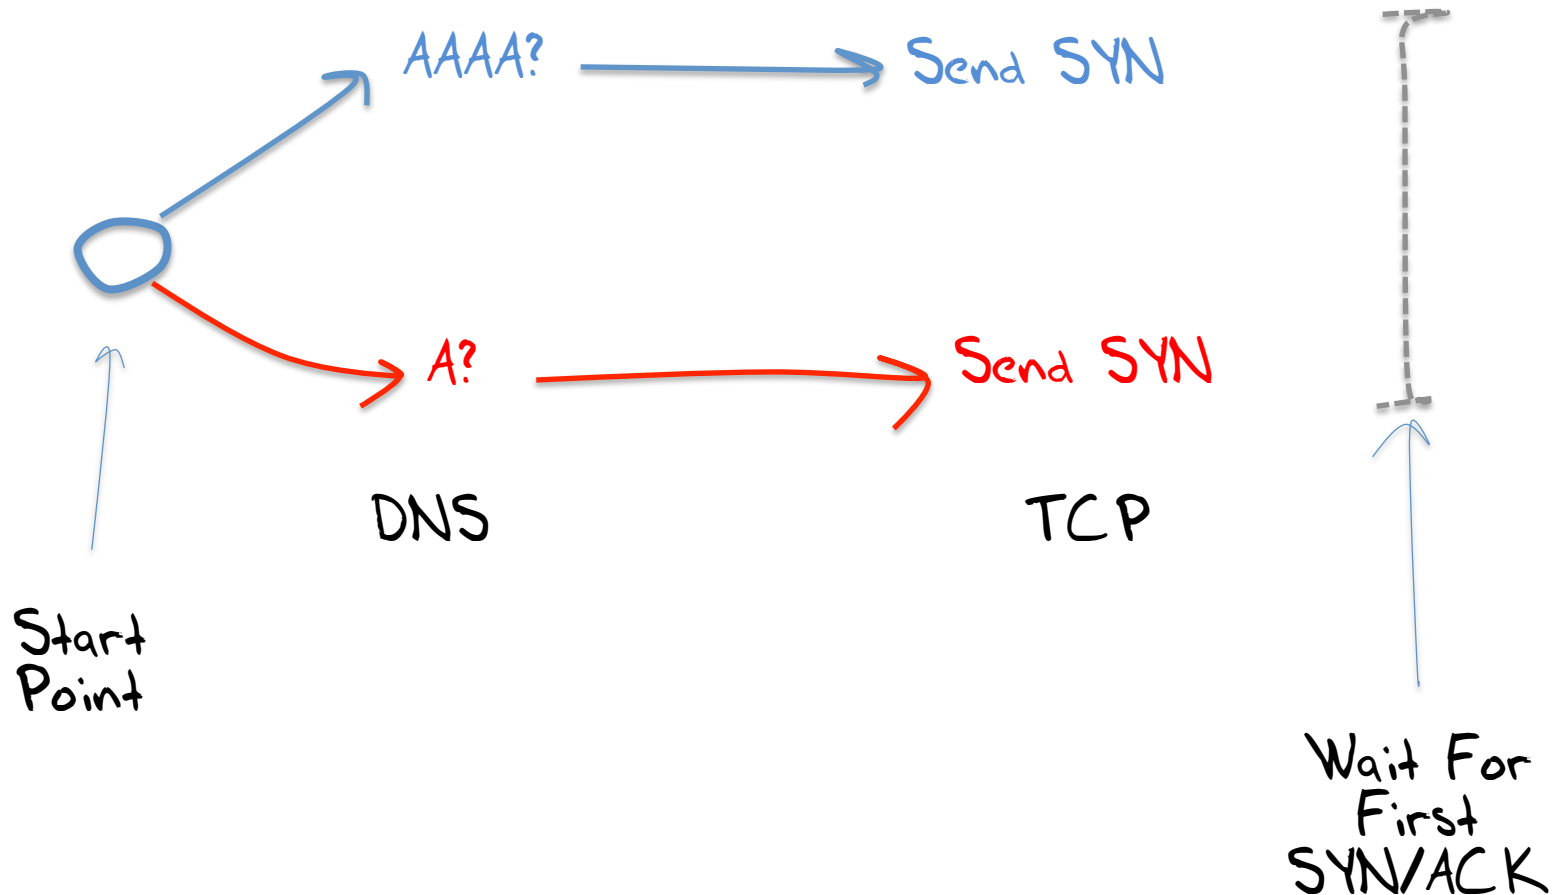 AAAA?
Send SYN
A?
Send SYN
DNS
TCP
Start
Point
Wait For
First
SYN/ACK